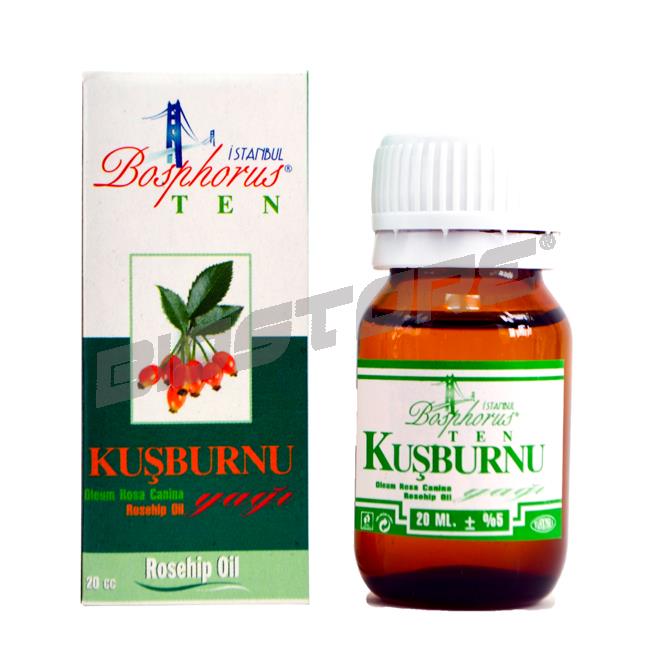 İSTANBUL
Bosphorus®
TEN
KUŞBURNU
Oleum Rosa Canina
Rosehip Oil
yağı
Rosehip Oil
20 cc
İSTANBUL
Bosphorus®
TEN
KUŞBURNU
Oleum Rosa Canina
Rosehip Oil
yağı
20 ML. ± %5